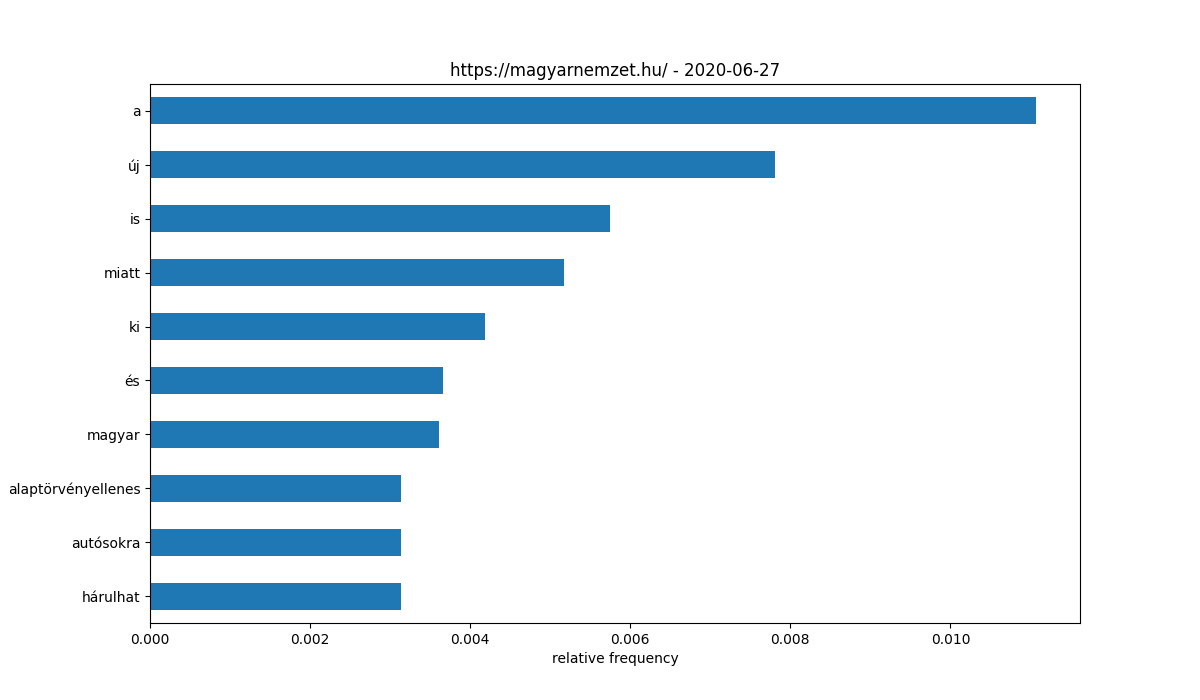 https://magyarnemzet.hu/ - 2020-06-27
a
új
is
miatt
ki
és
magyar
alaptörvényellenes
autósokra
hárulhat
0.000 0.002 0.004 0.006 0.008 0.010
relative frequency